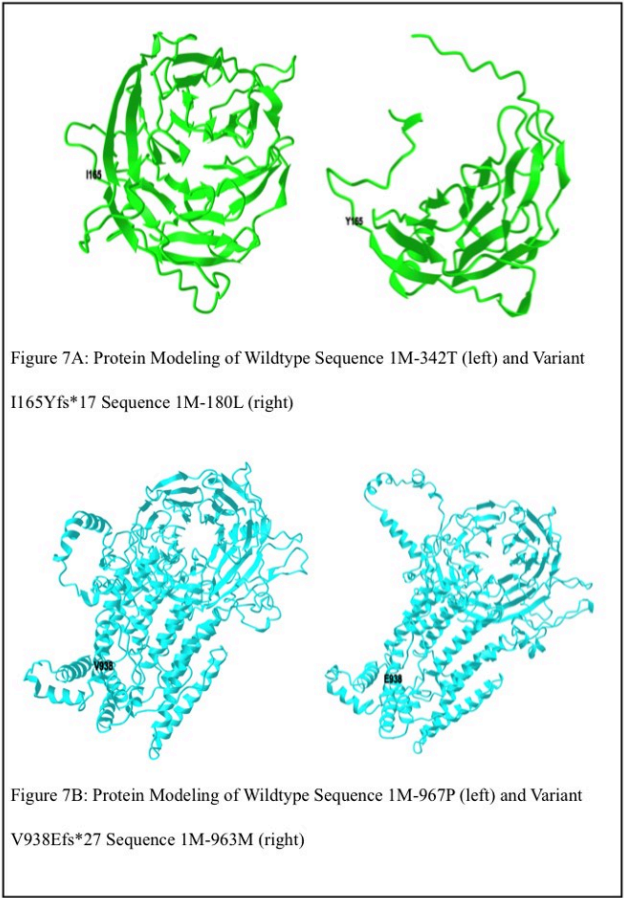 I165
Y165
Figure 7A: Protein Modeling of Wildtype Sequence 1M-342T (left) and Variant
I165Yfs*17 Sequence 1M-180L (right)
V938
E938
Figure 7B: Protein Modeling of Wildtype Sequence 1M-967P (left) and Variant
V938Efs*27 Sequence 1M-963M (right)